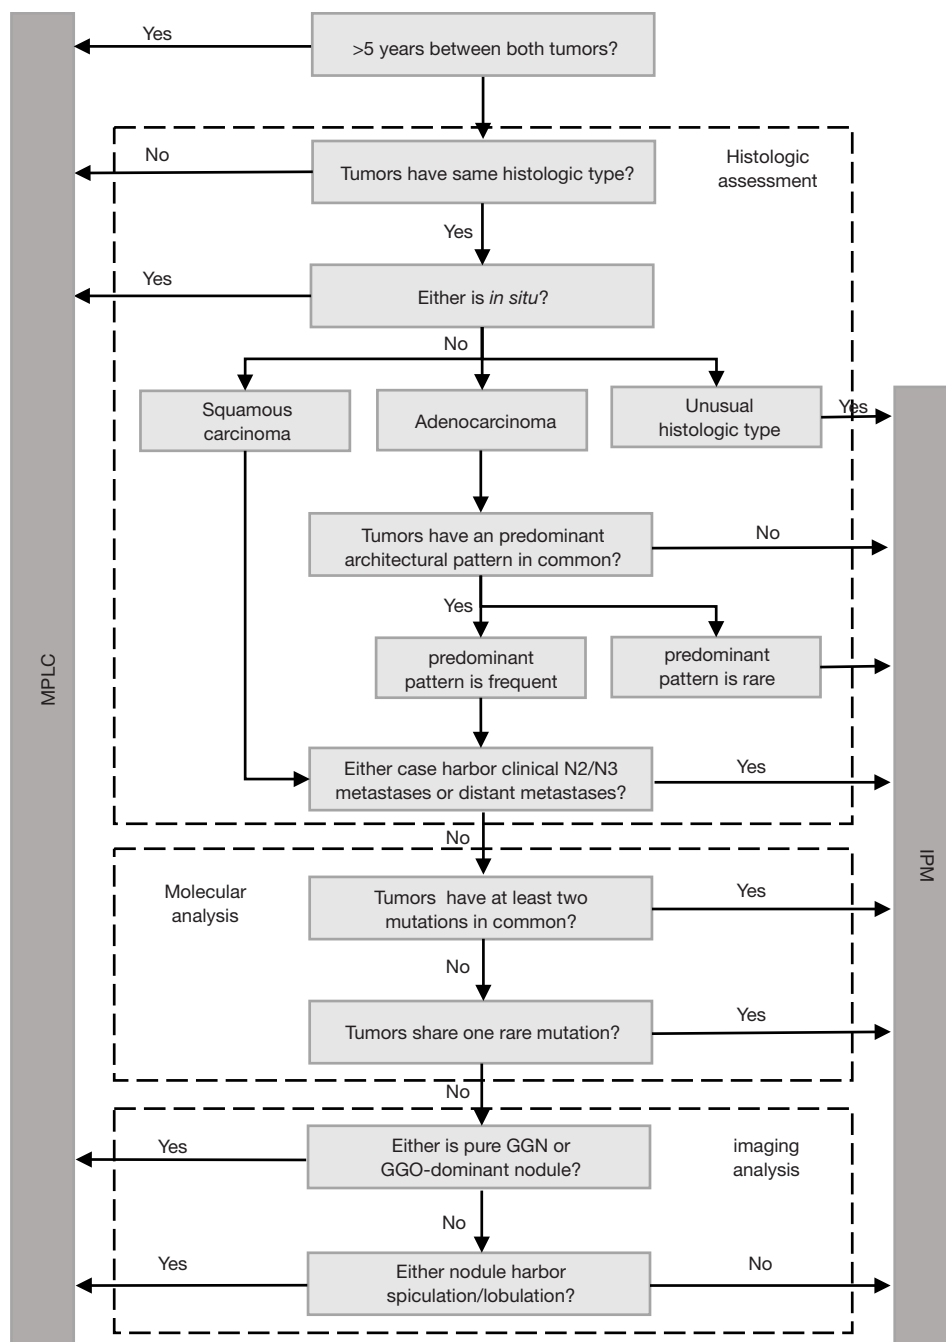 Yes
>5 years between both tumors?
No
Tumors have same histologic type?
Histologic
assessment
Yes
Yes
Either is in situ?
No
Squamous
carcinoma
Adenocarcinoma
Unusual
histologic type
Yes
Tumors have an predominant
architectural pattern in common?
No
Yes
predominant
pattern is frequent
predominant
pattern is rare
MPLC
Either case harbor clinical N2/N3
metastases or distant metastases?
Yes
No
IPM
Molecular
analysis
Tumors have at least two
mutations in common?
Yes
No
Tumors share one rare mutation?
Yes
No
Yes
Either is pure GGN or
GGO-dominant nodule?
imaging
analysis
No
Yes
Either nodule harbor
spiculation/lobulation?
No